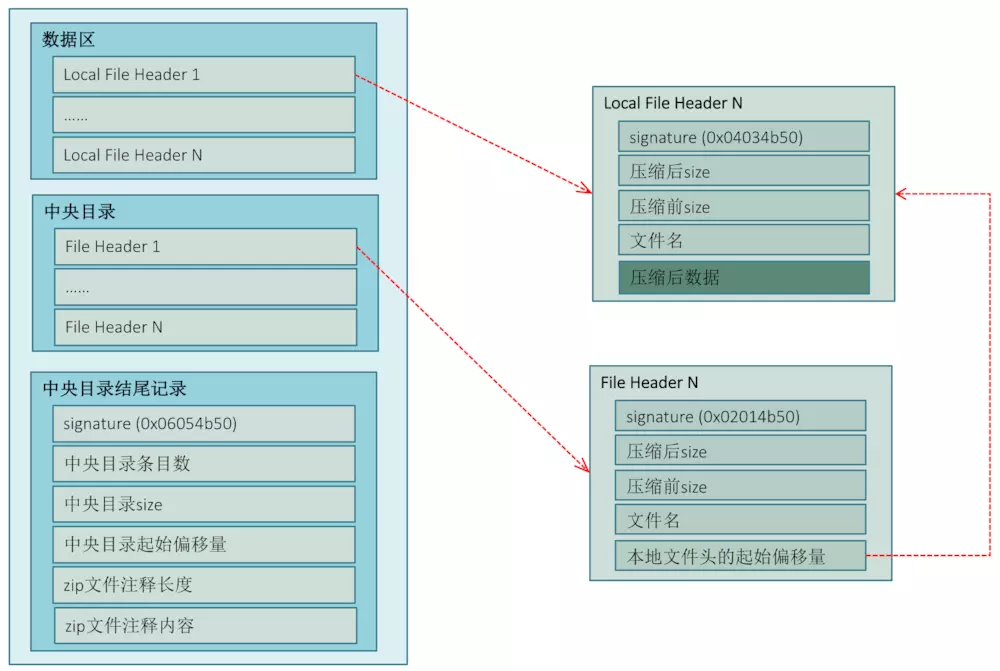 数据区
Local File Header 1
……
Local File Header N
中央目录
File Header 1
……
File Header N
中央目录结尾记录
signature (0x06054b50)
中央目录条目数
中央目录size
中央目录起始偏移量
zip文件注释长度
zip文件注释内容
Local File Header N
signature (0x04034b50)
压缩后size
压缩前size
文件名
压缩后数据
File Header N
signature (0x02014b50)
压缩后size
压缩前size
文件名
本地文件头的起始偏移量